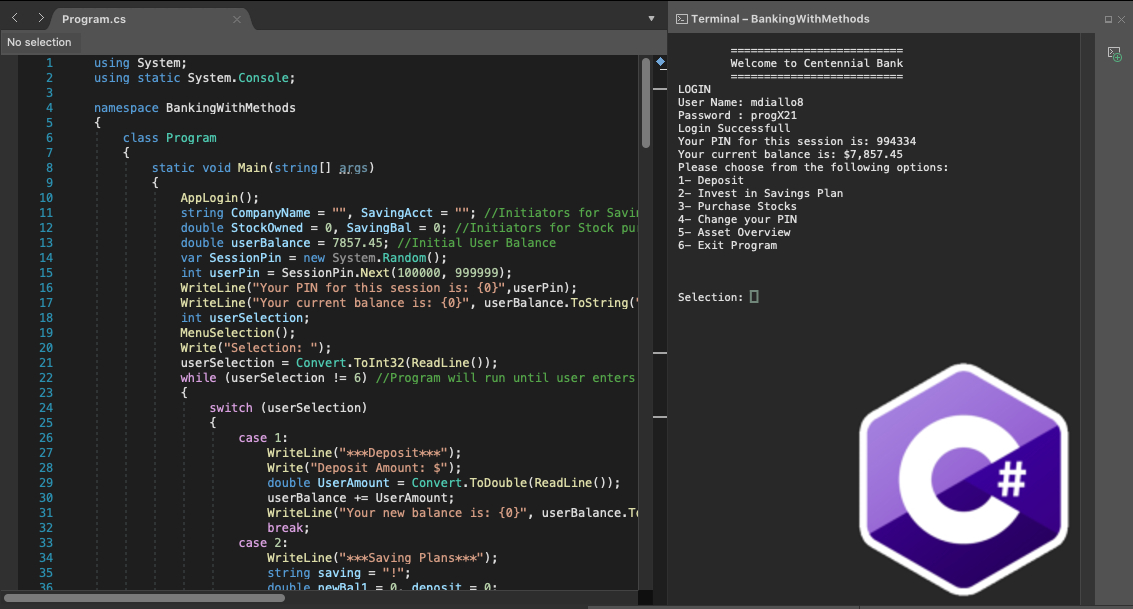 Program.cs
No selection
1 using System;
2 using static System.Console;
3
4 namespace BankingWithMethods
5 {
6 class Program
7 {
8 static void Main(string[] args)
9 {
10 AppLogin();
11 string CompanyName = "", SavingAcct = ""; //Initiators for Savin
12 double StockOwned = 0, SavingBal = 0; //Initiators for Stock pu
13 double userBalance = 7857.45; //Initial User Balance
14 var SessionPin = new System.Random();
15 int userPin = SessionPin.Next(100000, 999999);
16 WriteLine("Your PIN for this session is: {0}",userPin);
17 WriteLine("Your current balance is: {0}", userBalance.ToString("
18 int userSelection;
19 MenuSelection();
20 Write("Selection: ");
21 userSelection = Convert.ToInt32(ReadLine());
22 while (userSelection != 6) //Program will run until user enters
23 {
24 switch (userSelection)
25 {
26 case 1:
27 WriteLine("***Deposit***");
28 Write("Deposit Amount: $");
29 double UserAmount = Convert.ToDouble(ReadLine());
30 userBalance += UserAmount;
31 WriteLine("Your new balance is: {0}", userBalance.To
32 break;
33 case 2:
34 WriteLine("***Saving Plans***");
35 string saving = "!";
36 double newBal1 = 0, deposit = 0;
Terminal – BankingWithMethods
==========================
Welcome to Centennial Bank
==========================
LOGIN
User Name: mdiallo8
Password : progX21
Login Successfull
Your PIN for this session is: 994334
Your current balance is: $7,857.45
Please choose from the following options:
1- Deposit
2- Invest in Savings Plan
3- Purchase Stocks
4- Change your PIN
5- Asset Overview
6- Exit Program
Selection:
C#